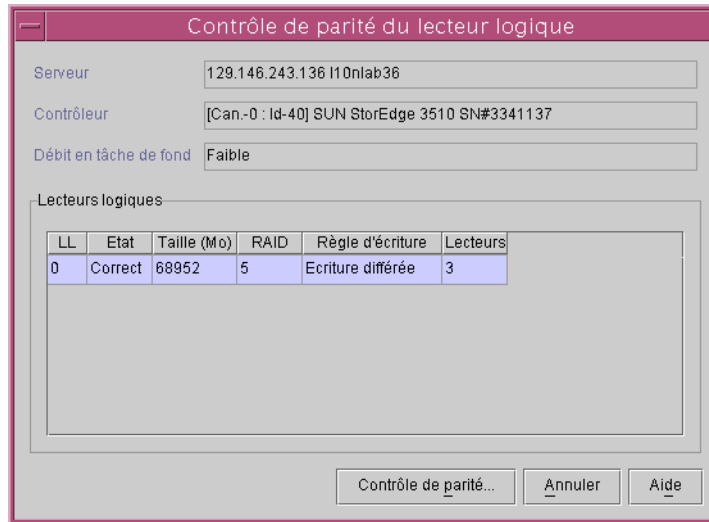 Contrôle de parité du lecteur logique
Serveur 129.146.243.136 l10nlab36
Contrôleur [Can.-0 : Id-40] SUN StorEdge 3510 SN#3341137
Débit en tâche de fond Faible
Lecteurs logiques
LL Etat Taille (Mo) RAID Règle d'écriture Lecteurs
0 Correct 68952 5 Ecriture différée 3
Contrôle de parité... Annuler Aide